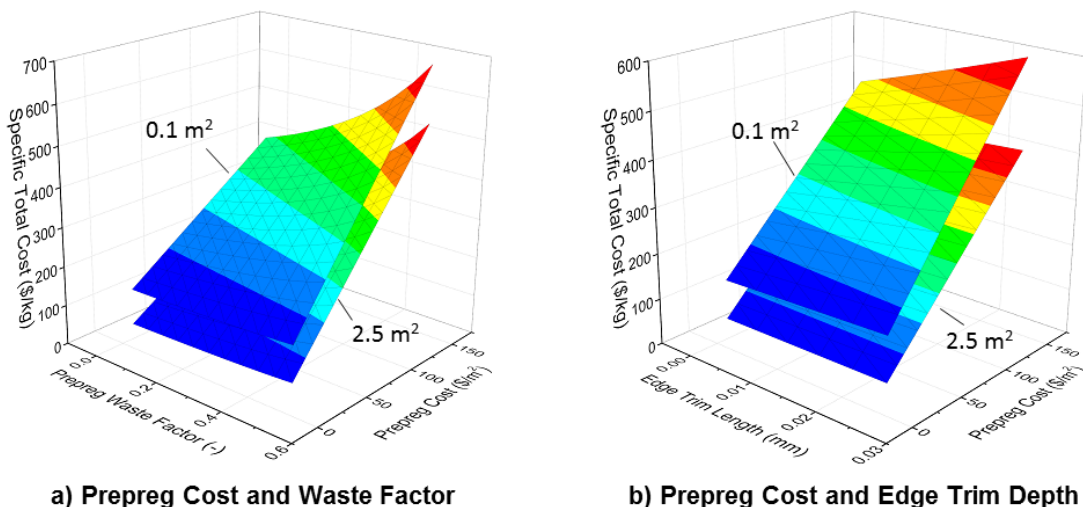 700
600
500
400
300
200
100
0
Specific Total Cost ($/kg)
0.1 m²
2.5 m²
0.0
0.2
0.4
0.6
Prepreg Waste Factor (-)
0
50
100
150
Prepreg Cost ($/m²)
a) Prepreg Cost and Waste Factor
600
500
400
300
200
100
0
Specific Total Cost ($/kg)
0.1 m²
2.5 m²
0.00
0.01
0.02
0.03
Edge Trim Length (mm)
0
50
100
150
Prepreg Cost ($/m²)
b) Prepreg Cost and Edge Trim Depth